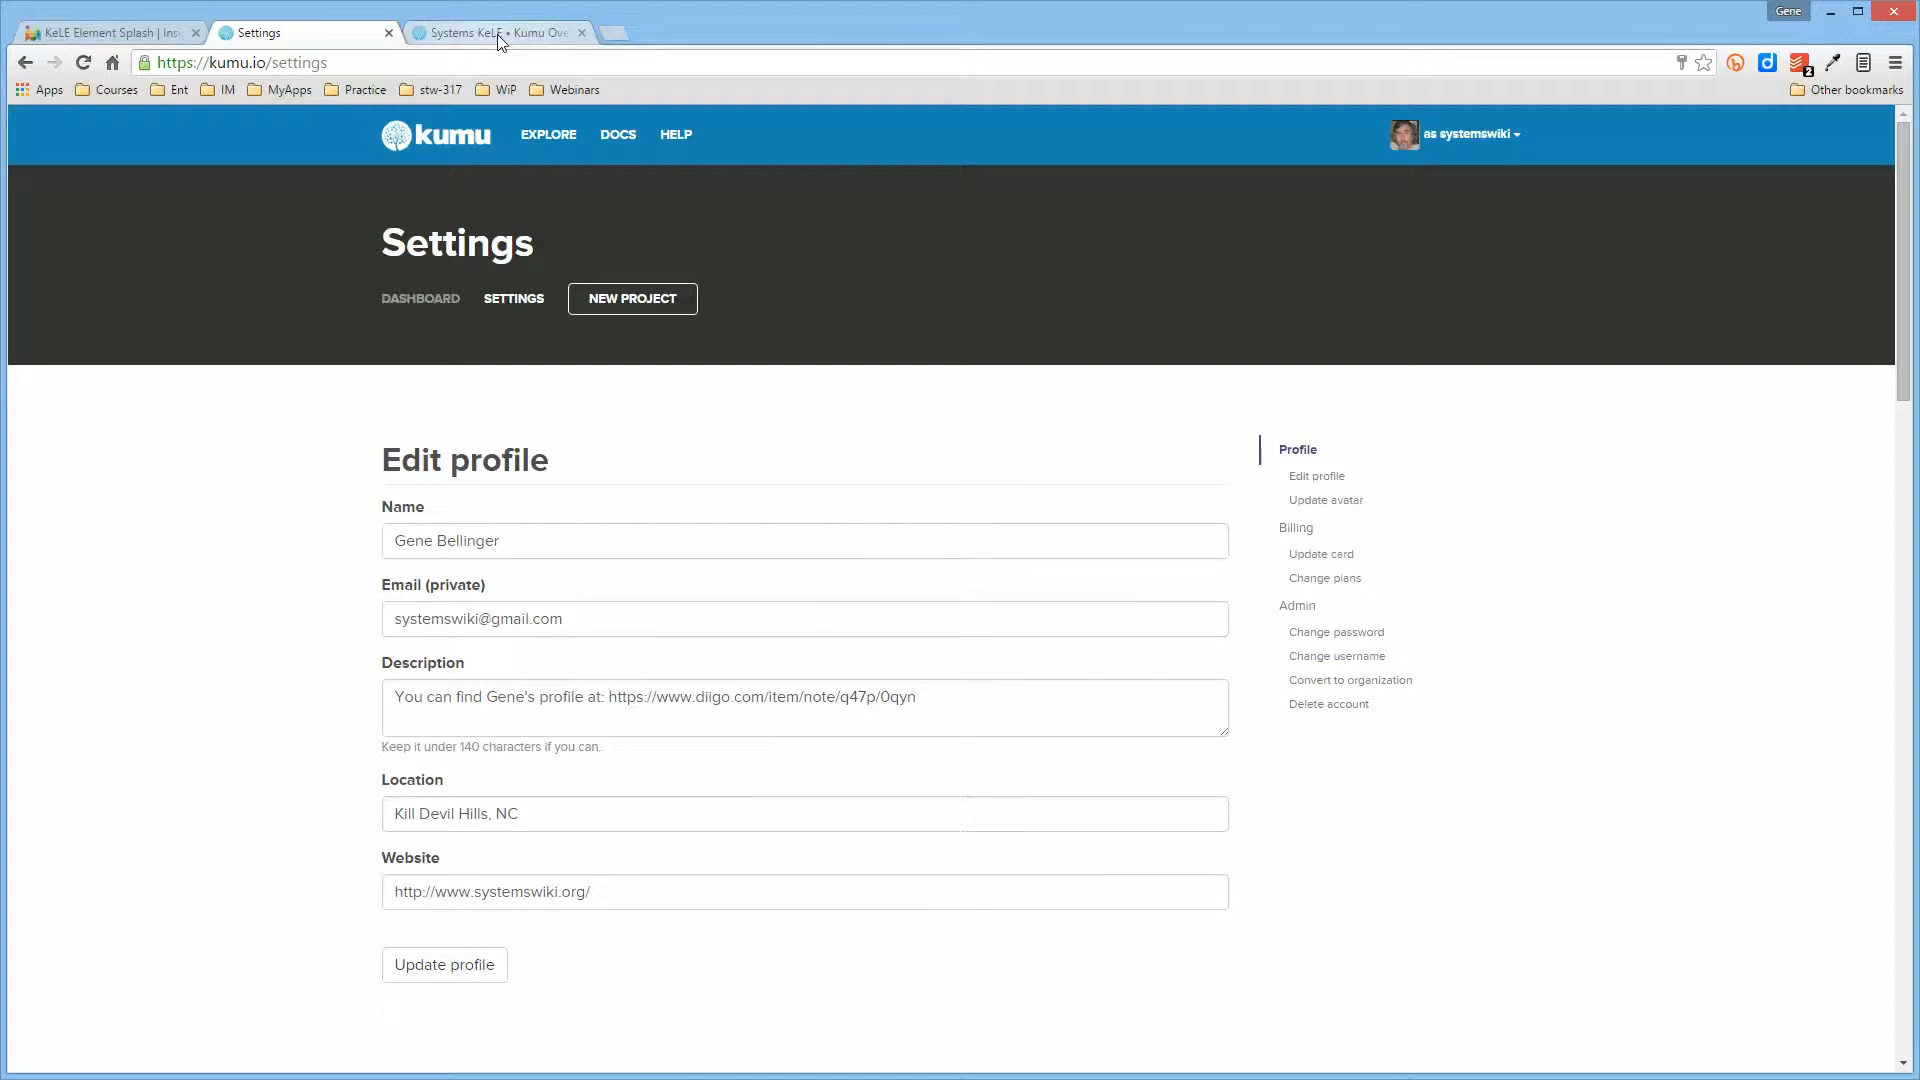 Gene
KeLE Element Splash | Insi
Settings
Systems KeLE • Kumu Ove
https://kumu.io/settings
2
Apps
Courses
Ent
IM
MyApps
Practice
stw-317
WiP
Webinars
Other bookmarks
kumu
EXPLORE
DOCS
HELP
as systemswiki
Settings
DASHBOARD
SETTINGS
NEW PROJECT
Edit profile
Name
Gene Bellinger
Email (private)
systemswiki@gmail.com
Description
You can find Gene's profile at: https://www.diigo.com/item/note/q47p/0qyn
Keep it under 140 characters if you can.
Location
Kill Devil Hills, NC
Website
http://www.systemswiki.org/
Update profile
Profile
Edit profile
Update avatar
Billing
Update card
Change plans
Admin
Change password
Change username
Convert to organization
Delete account